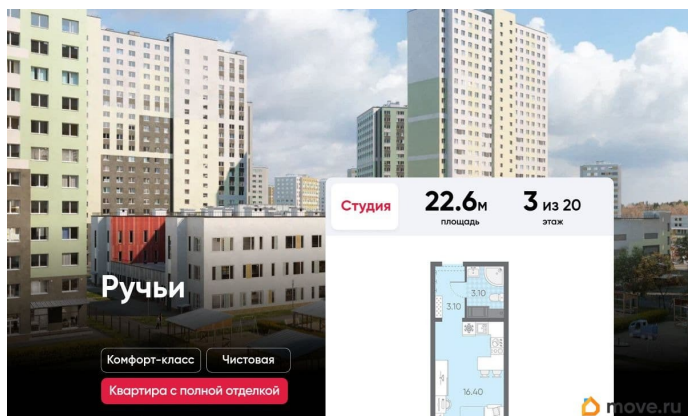 Студия
22.6м
площадь
3 из 20
этаж
3.10
3.10
16.40
Ручьи
Комфорт-класс
Чистовая
Квартира с полной отделкой
move.ru